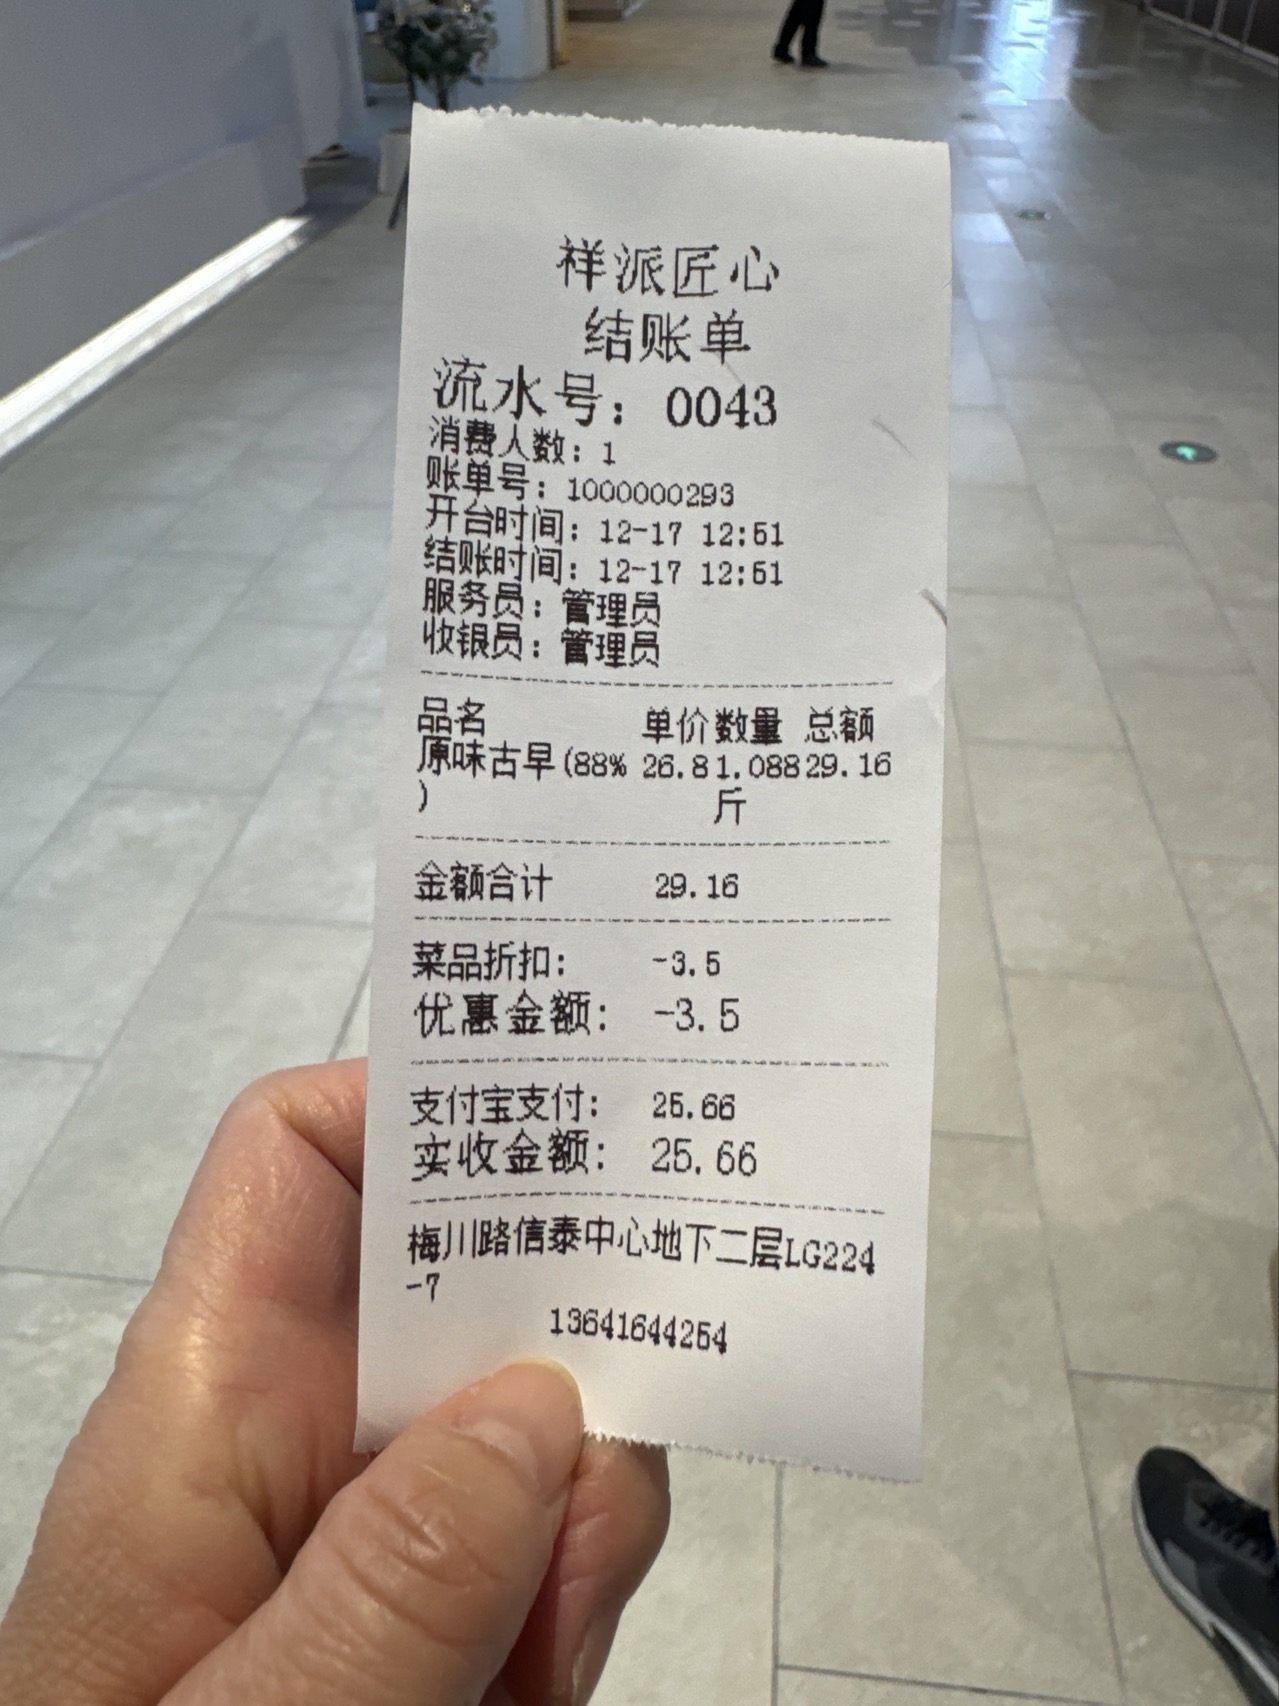 祥派匠心
结账单
流水号：0043
消费人数：1
账单号：1000000293
开台时间：12-17 12:51
结账时间：12-17 12:51
服务员：管理员
收银员：管理员
品名 单价 数量 总额
原味古早(88% 26.8 1.088 29.16
) 斤
金额合计 29.16
菜品折扣: -3.5
优惠金额: -3.5
支付宝支付: 25.66
实收金额: 25.66
梅川路信泰中心地下二层LG224
-7
13641644254